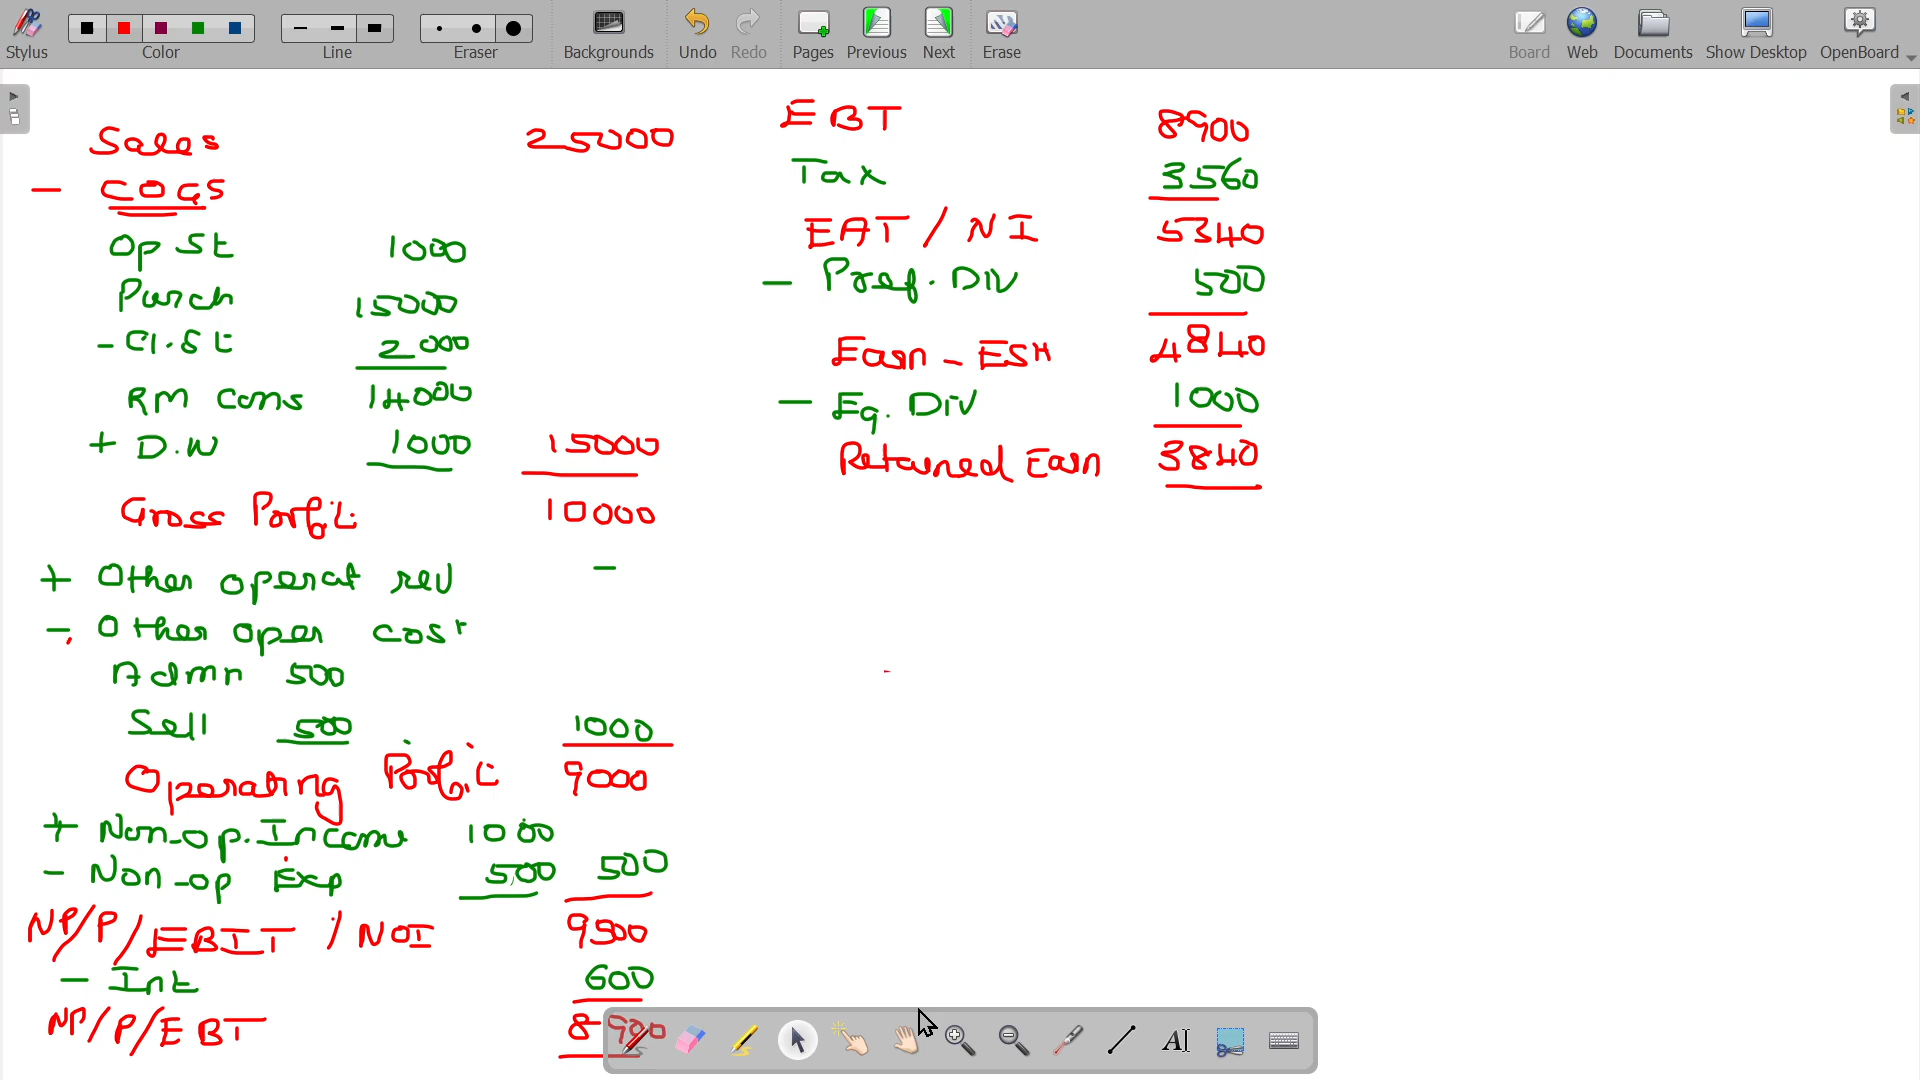 Stylus Color Line Eraser Backgrounds Undo Redo Pages Previous Next Erase Board Web Documents Show Desktop OpenBoard
Sales 25000
- COGS
Op St 1000
Purch 15000
- Cl. St 2000
RM Cons 14000
+ D.W 1000 15000
Gross Porfit 10000
+ Other operat rev -
- Other oper cost
Admn 500
Sell 500 1000
Operating Porfit 9000
+ Non-op. Income 1000
- Non-op Exp 500 500
NP/P/EBIT / NOI 9500
- Int 600
NP/P/EBT 8900
EBT 8900
Tax 3560
EAT / NI 5340
- Pref. Div 500
Earn - ESH 4840
- Eq. Div 1000
Retained Earn 3840